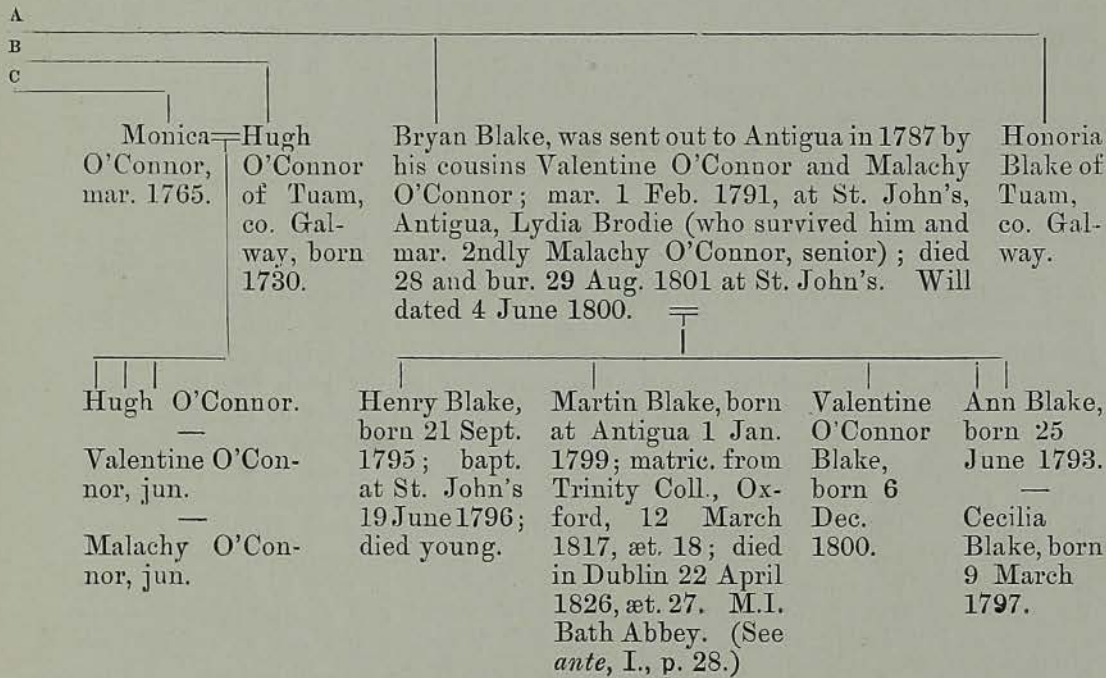 A
B
C
Monica
O'Connor,
mar. 1765.
Hugh
O'Connor
of Tuam,
co. Gal-
way, born
1730.
Bryan Blake, was sent out to Antigua in 1787 by
his cousins Valentine O'Connor and Malachy
O'Connor; mar. 1 Feb. 1791, at St. John's,
Antigua, Lydia Brodie (who survived him and
mar. 2ndly Malachy O'Connor, senior); died
28 and bur. 29 Aug. 1801 at St. John's. Will
dated 4 June 1800.
Honoria
Blake of
Tuam,
co. Gal-
way.
Hugh O'Connor.
—
Valentine O'Con-
nor, jun.
—
Malachy O'Con-
nor, jun.
Henry Blake,
born 21 Sept.
1795; bapt.
at St. John's
19 June 1796;
died young.
Martin Blake, born
at Antigua 1 Jan.
1799; matric. from
Trinity Coll., Ox-
ford, 12 March
1817, æt. 18; died
in Dublin 22 April
1826, æt. 27. M.I.
Bath Abbey. (See
ante, I., p. 28.)
Valentine
O'Connor
Blake,
born 6
Dec.
1800.
Ann Blake,
born 25
June 1793.
—
Cecilia
Blake, born
9 March
1797.